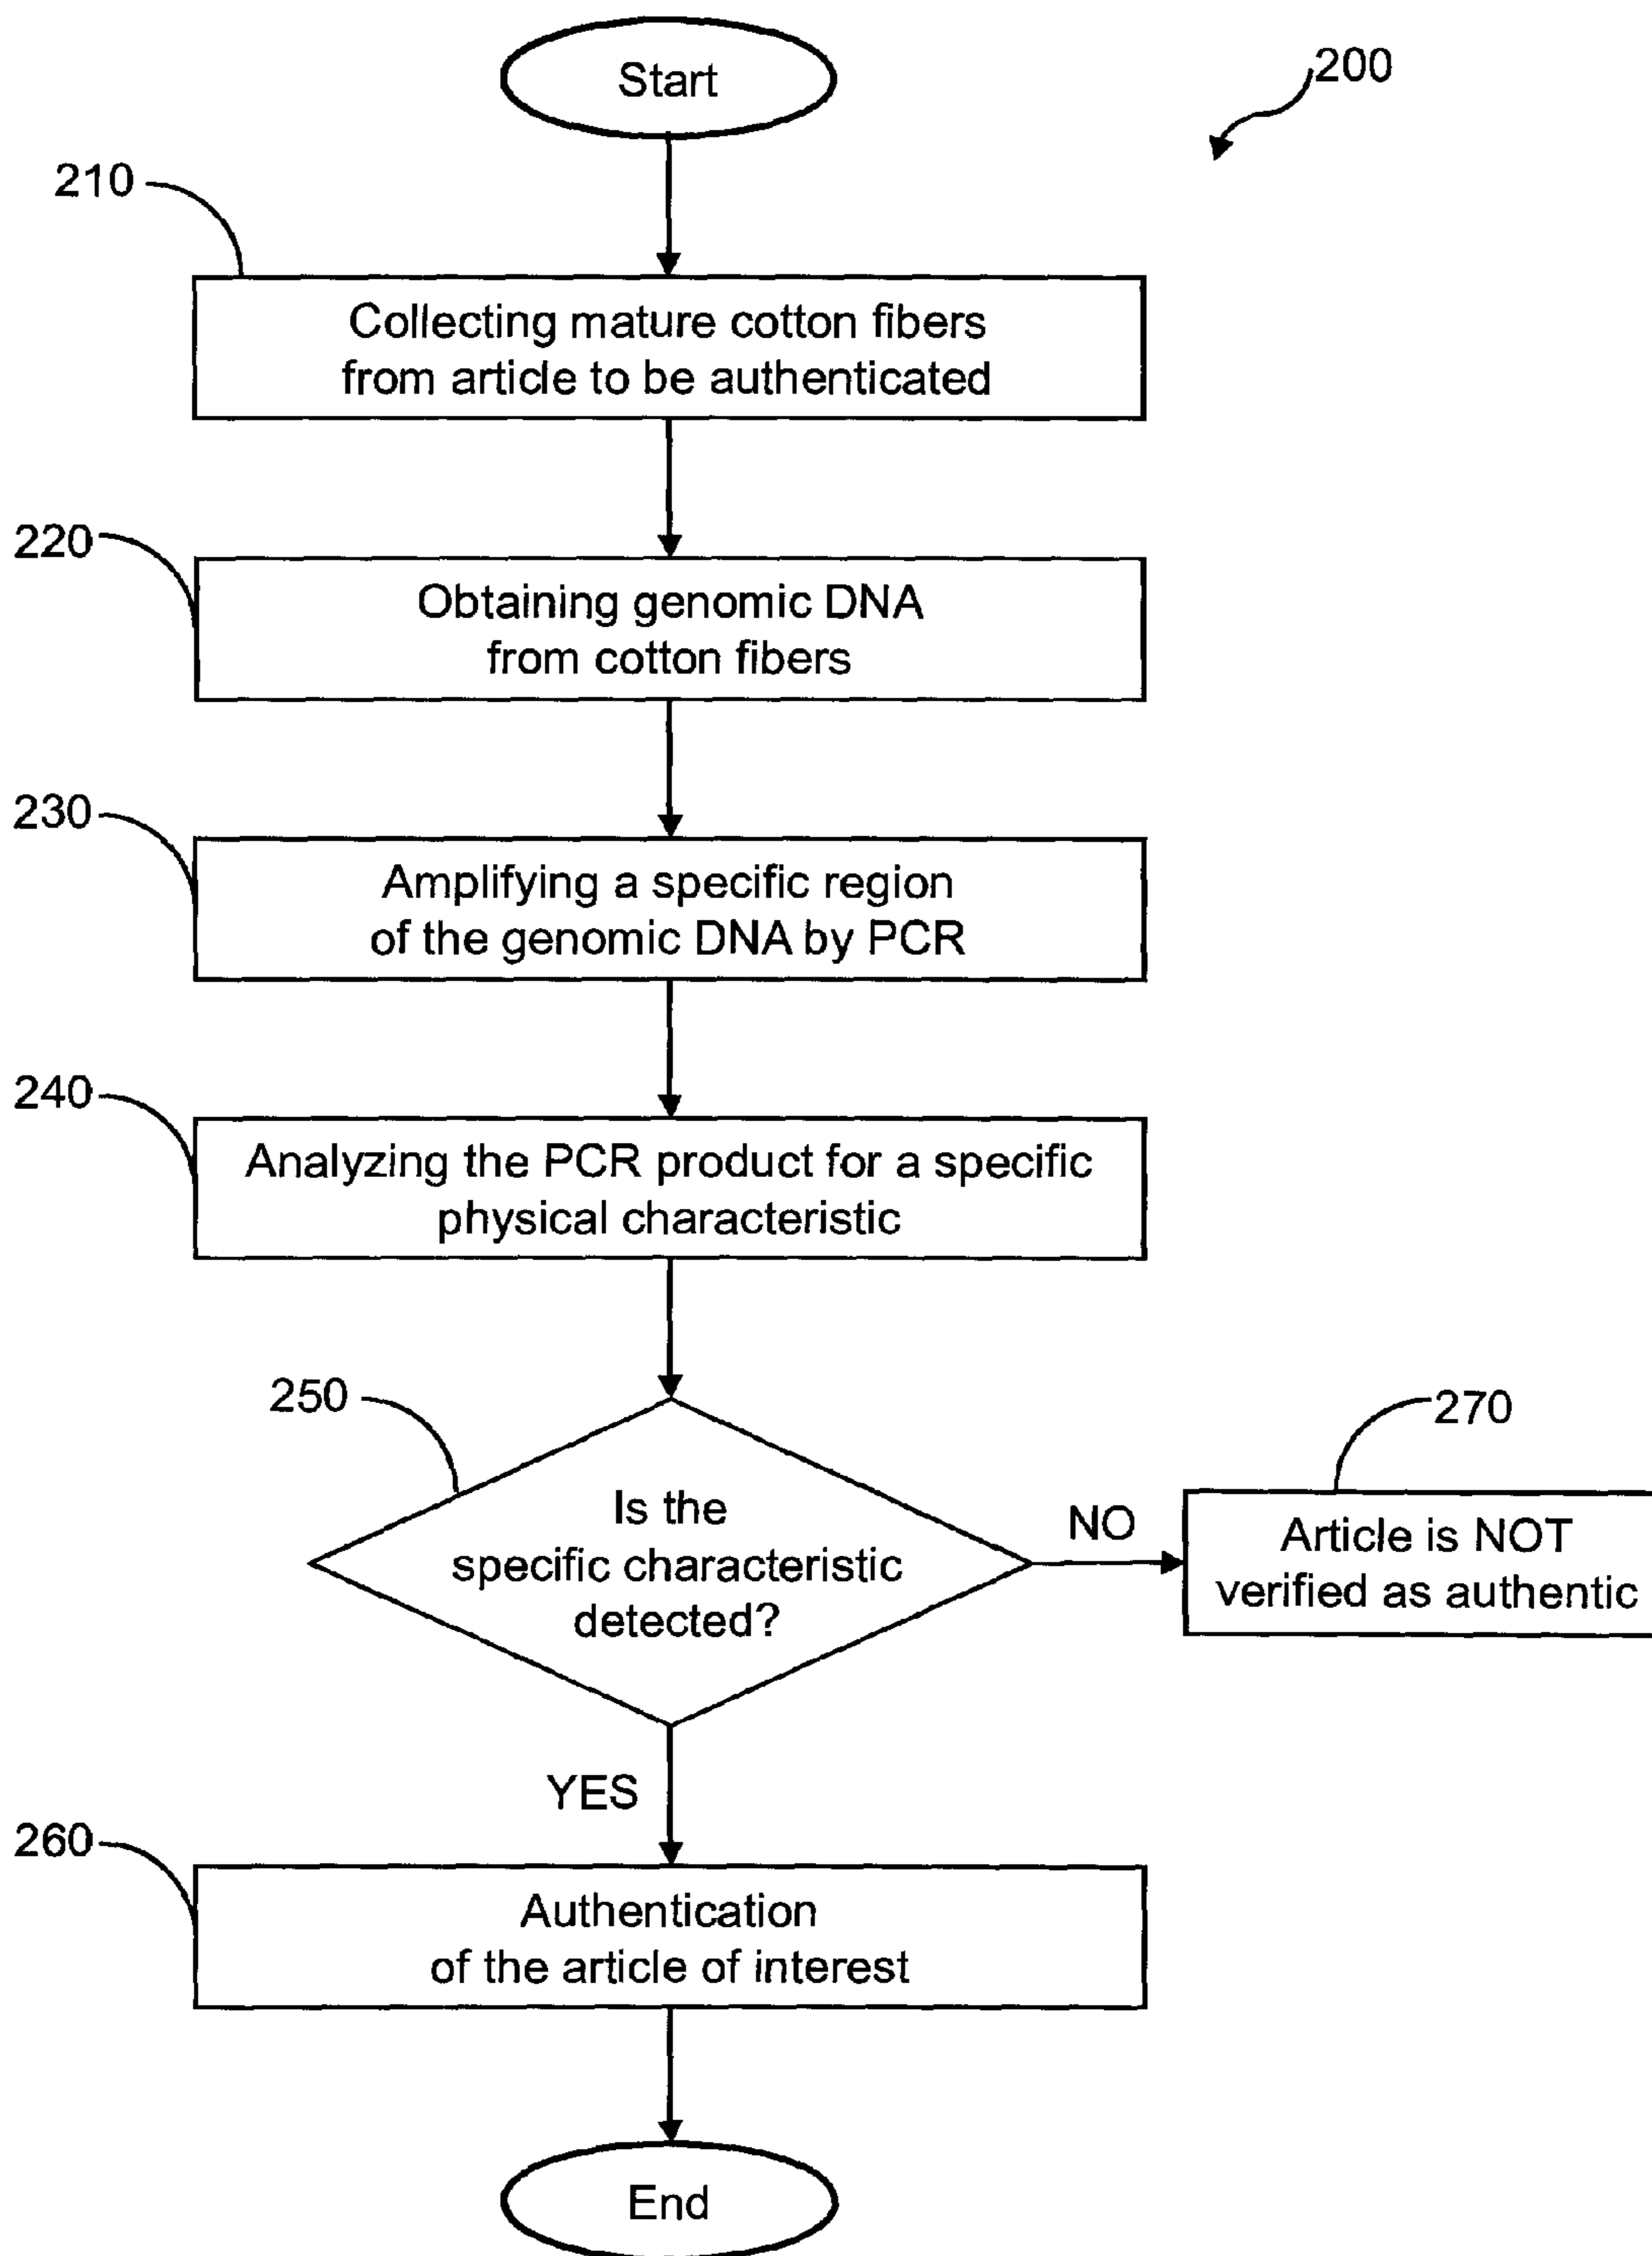 Start
200
210
Collecting mature cotton fibers
from article to be authenticated
220
Obtaining genomic DNA
from cotton fibers
230
Amplifying a specific region
of the genomic DNA by PCR
240
Analyzing the PCR product for a specific
physical characteristic
250
Is the
specific characteristic
detected?
NO
270
Article is NOT
verified as authentic
YES
260
Authentication
of the article of interest
End